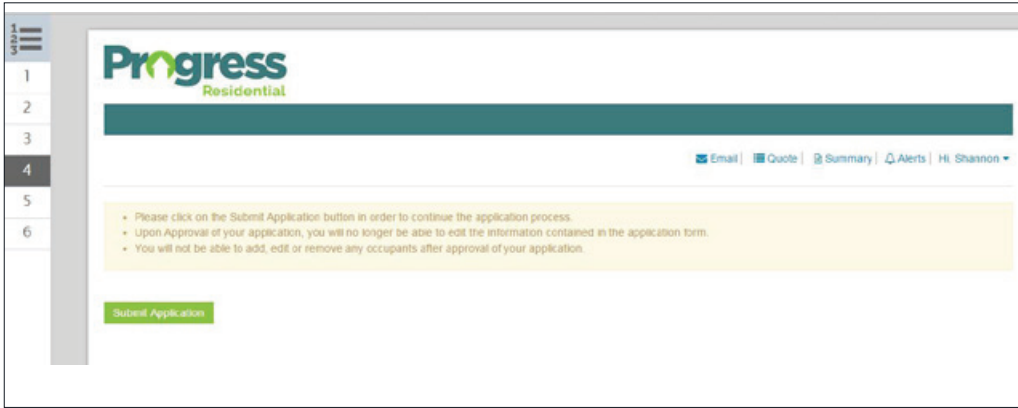 1
2
3
1
2
3
4
5
6
Progress
Residential
Email | Quote | Summary | Alerts | Hi, Shannon
• Please click on the Submit Application button in order to continue the application process.
• Upon Approval of your application, you will no longer be able to edit the information contained in the application form.
• You will not be able to add, edit or remove any occupants after approval of your application.
Submit Application